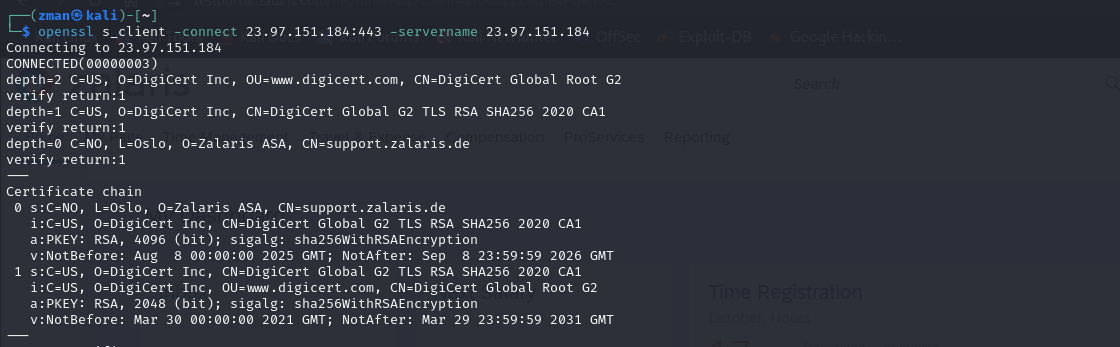 (zman㉿kali)-[~]
$ openssl s_client -connect 23.97.151.184:443 -servername 23.97.151.184
OffSec Exploit-DB Google Hackin…
Connecting to 23.97.151.184
CONNECTED(00000003)
depth=2 C=US, O=DigiCert Inc, OU=www.digicert.com, CN=DigiCert Global Root G2
Search
verify return:1
depth=1 C=US, O=DigiCert Inc, CN=DigiCert Global G2 TLS RSA SHA256 2020 CA1
verify return:1
Time Management Travel & Expense Compensation ProServices Reporting
depth=0 C=NO, L=Oslo, O=Zalaris ASA, CN=support.zalaris.de
verify return:1
---
Certificate chain
0 s:C=NO, L=Oslo, O=Zalaris ASA, CN=support.zalaris.de
i:C=US, O=DigiCert Inc, CN=DigiCert Global G2 TLS RSA SHA256 2020 CA1
a:PKEY: RSA, 4096 (bit); sigalg: sha256WithRSAEncryption
v:NotBefore: Aug  8 00:00:00 2025 GMT; NotAfter: Sep  8 23:59:59 2026 GMT
1 s:C=US, O=DigiCert Inc, CN=DigiCert Global G2 TLS RSA SHA256 2020 CA1
i:C=US, O=DigiCert Inc, OU=www.digicert.com, CN=DigiCert Global Root G2
Time Registration
a:PKEY: RSA, 2048 (bit); sigalg: sha256WithRSAEncryption
v:NotBefore: Mar 30 00:00:00 2021 GMT; NotAfter: Mar 29 23:59:59 2031 GMT
October, Hours
---